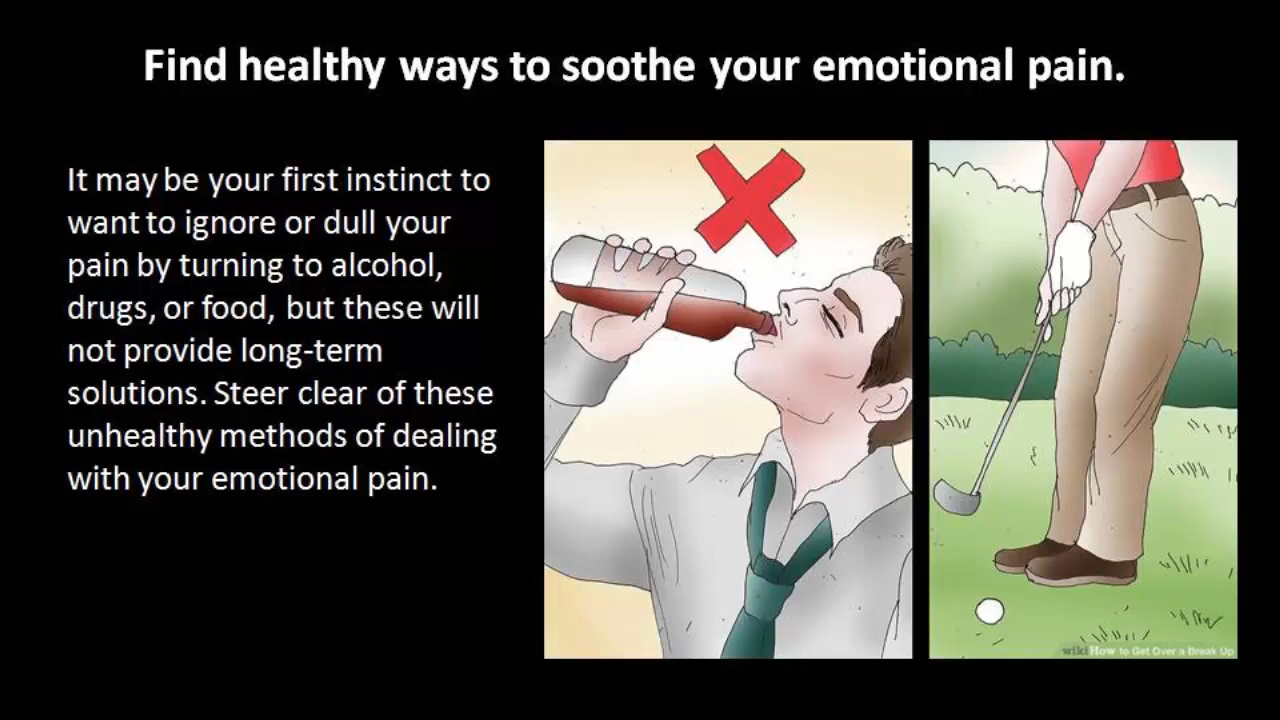 Find healthy ways to soothe your emotional pain.
It may be your first instinct to
want to ignore or dull your
pain by turning to alcohol,
drugs, or food, but these will
not provide long-term
solutions. Steer clear of these
unhealthy methods of dealing
with your emotional pain.
wikiHow to Get Over a Break Up